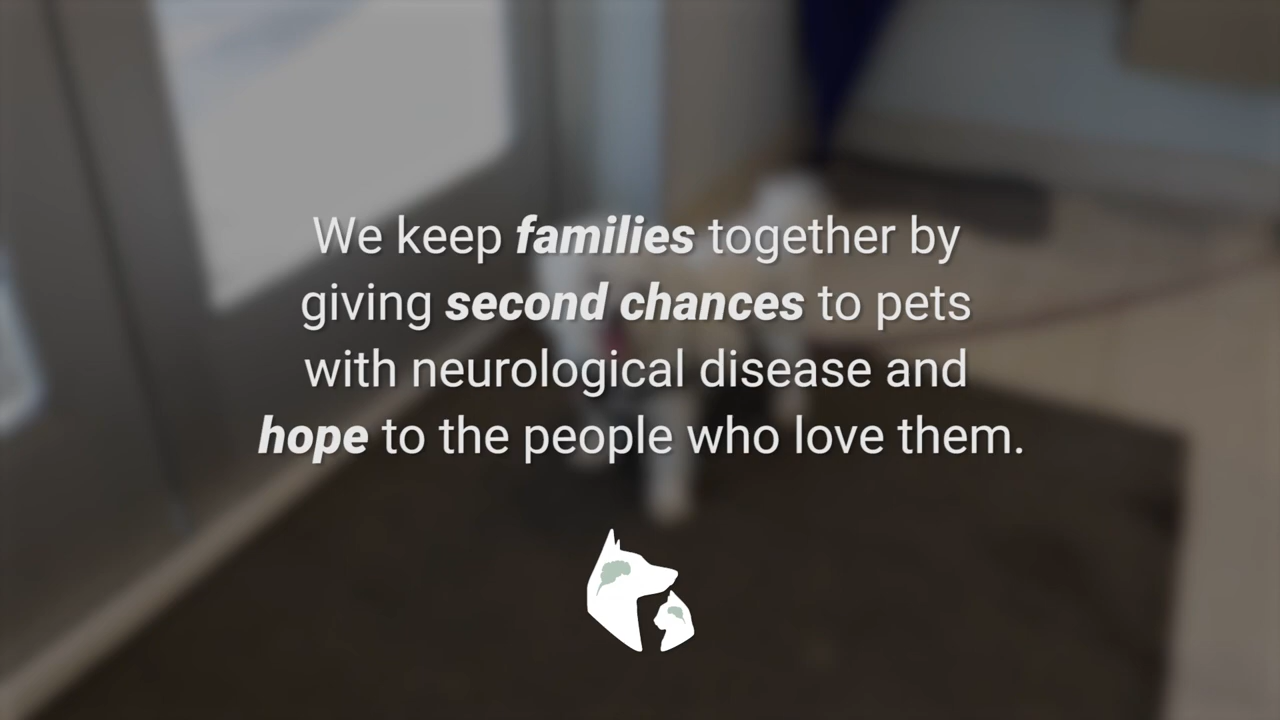 We keep families together by
giving second chances to pets
with neurological disease and
hope to the people who love them.